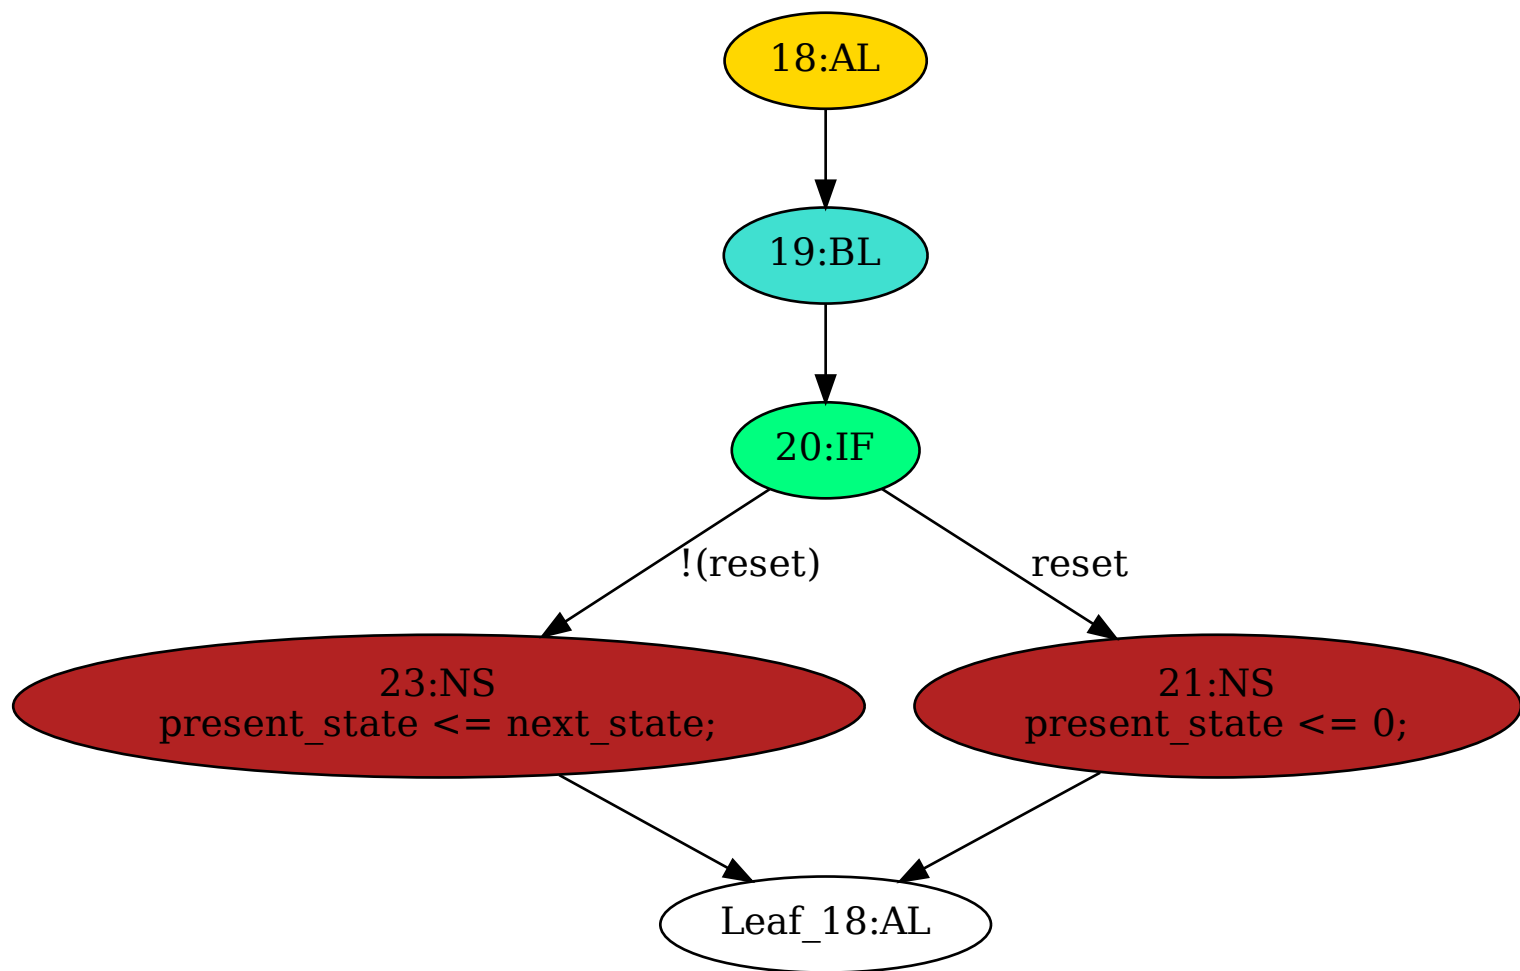 18:AL
19:BL
20:IF
!(reset)
reset
23:NS
present_state <= next_state;
21:NS
present_state <= 0;
Leaf_18:AL